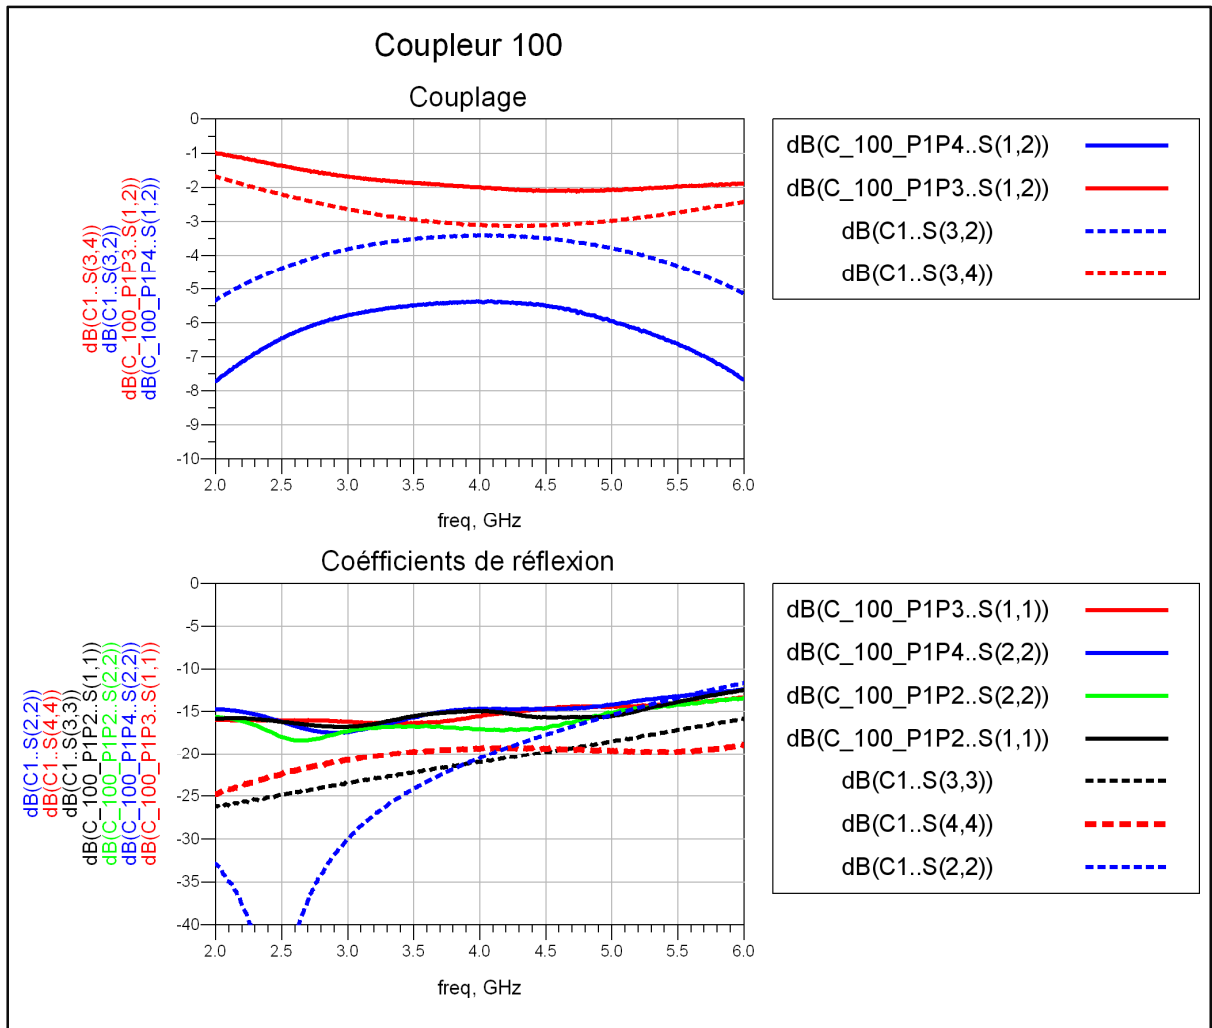 Coupleur 100
Couplage
0
-1
-2
-3
-4
-5
-6
-7
-8
-9
-10
2.0 2.5 3.0 3.5 4.0 4.5 5.0 5.5 6.0
freq, GHz
dB(C1..S(3,4))
dB(C1..S(3,2))
dB(C_100_P1P3..S(1,2))
dB(C_100_P1P4..S(1,2))
dB(C_100_P1P4..S(1,2))
dB(C_100_P1P3..S(1,2))
dB(C1..S(3,2))
dB(C1..S(3,4))
Coéfficients de réflexion
0
-5
-10
-15
-20
-25
-30
-35
-40
2.0 2.5 3.0 3.5 4.0 4.5 5.0 5.5 6.0
freq, GHz
dB(C1..S(2,2))
dB(C1..S(4,4))
dB(C1..S(3,3))
dB(C_100_P1P2..S(1,1))
dB(C_100_P1P2..S(2,2))
dB(C_100_P1P4..S(2,2))
dB(C_100_P1P3..S(1,1))
dB(C_100_P1P3..S(1,1))
dB(C_100_P1P4..S(2,2))
dB(C_100_P1P2..S(2,2))
dB(C_100_P1P2..S(1,1))
dB(C1..S(3,3))
dB(C1..S(4,4))
dB(C1..S(2,2))